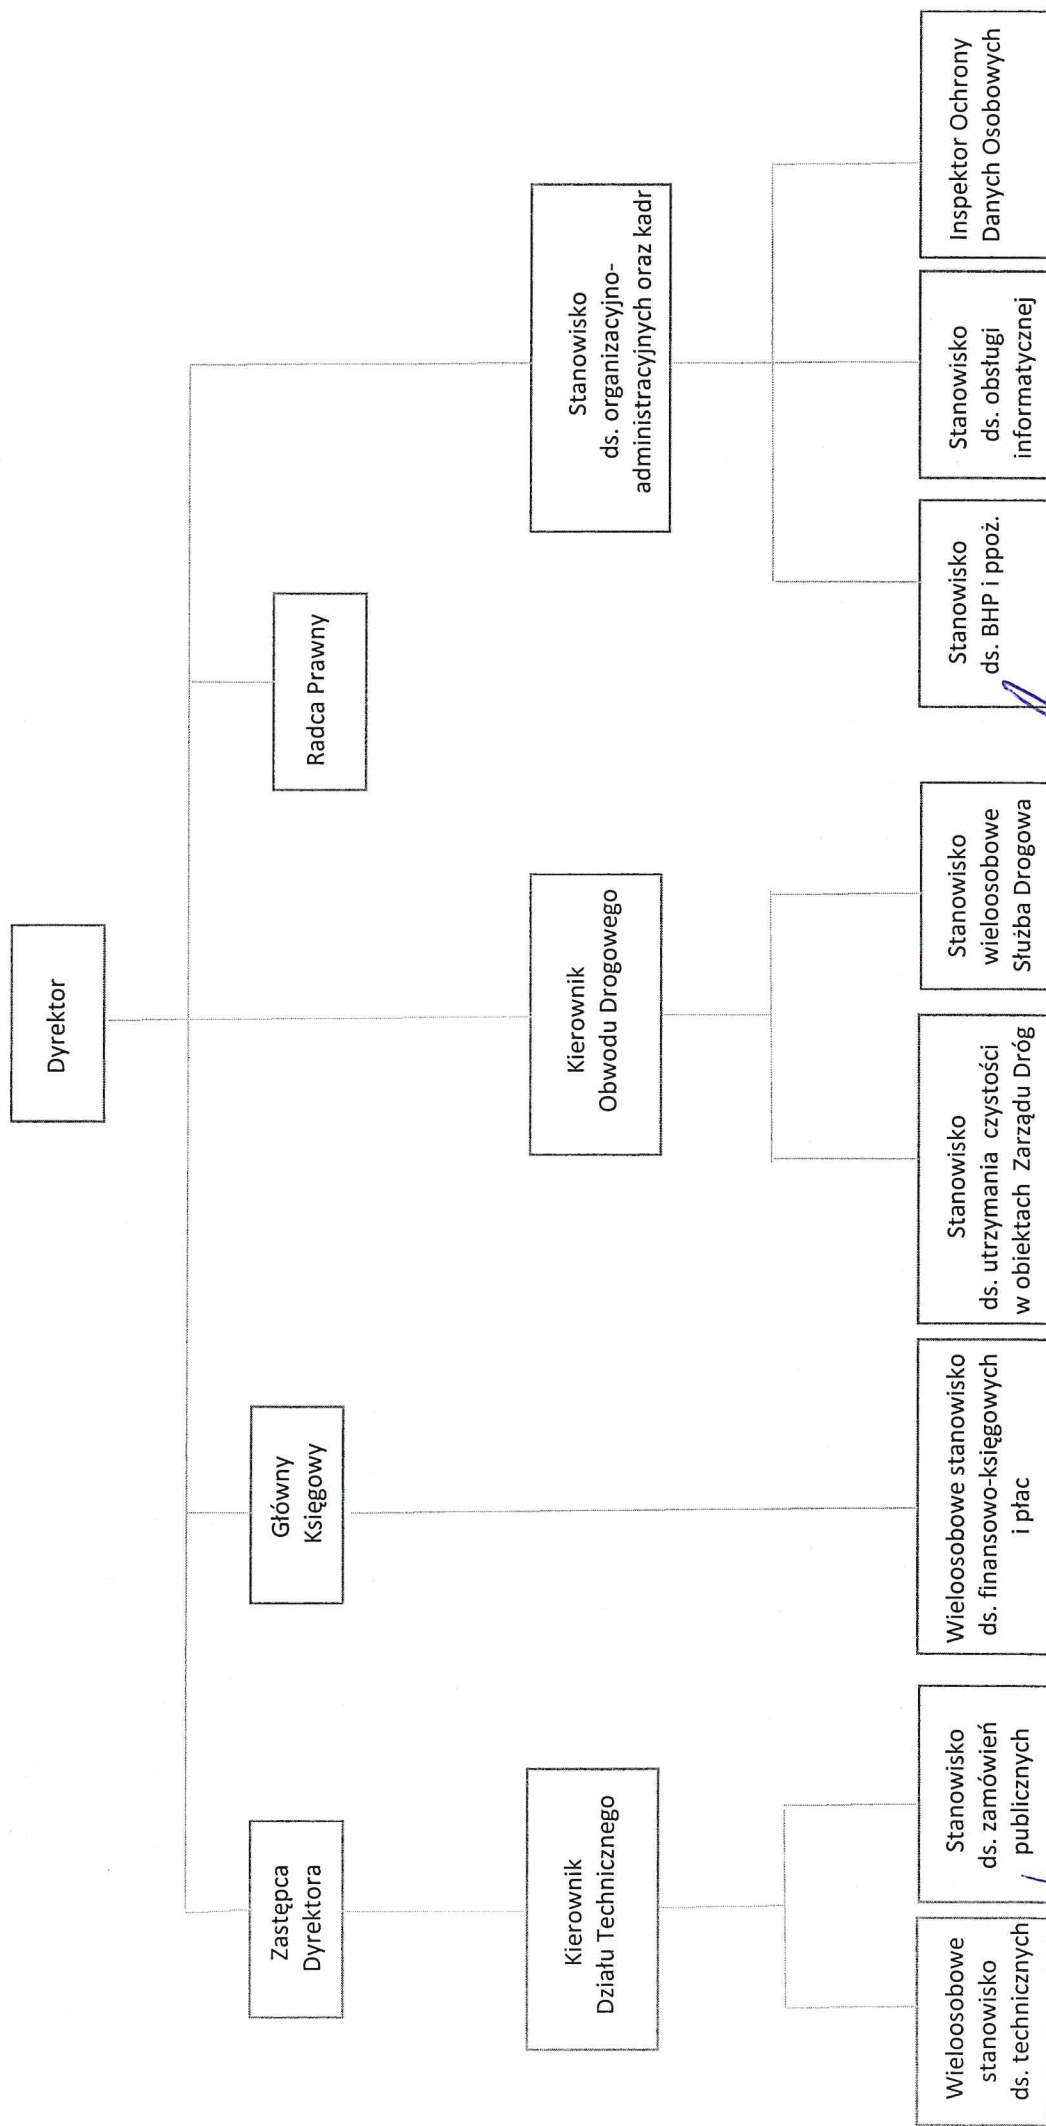 Dyrektor
Zastępca
Dyrektora
Główny
Księgowy
Radca Prawny
Kierownik
Działu Technicznego
Kierownik
Obwodu Drogowego
Stanowisko
ds. organizacyjno-
administracyjnych oraz kadr
Wieloosobowe
stanowisko
ds. technicznych
Stanowisko
ds. zamówień
publicznych
Wieloosobowe stanowisko
ds. finansowo-księgowych
i płac
Stanowisko
ds. utrzymania czystości
w obiektach Zarządu Dróg
Stanowisko
wieloosobowe
Służba Drogowa
Stanowisko
ds. BHP i ppoż.
Stanowisko
ds. obsługi
informatycznej
Inspektor Ochrony
Danych Osobowych